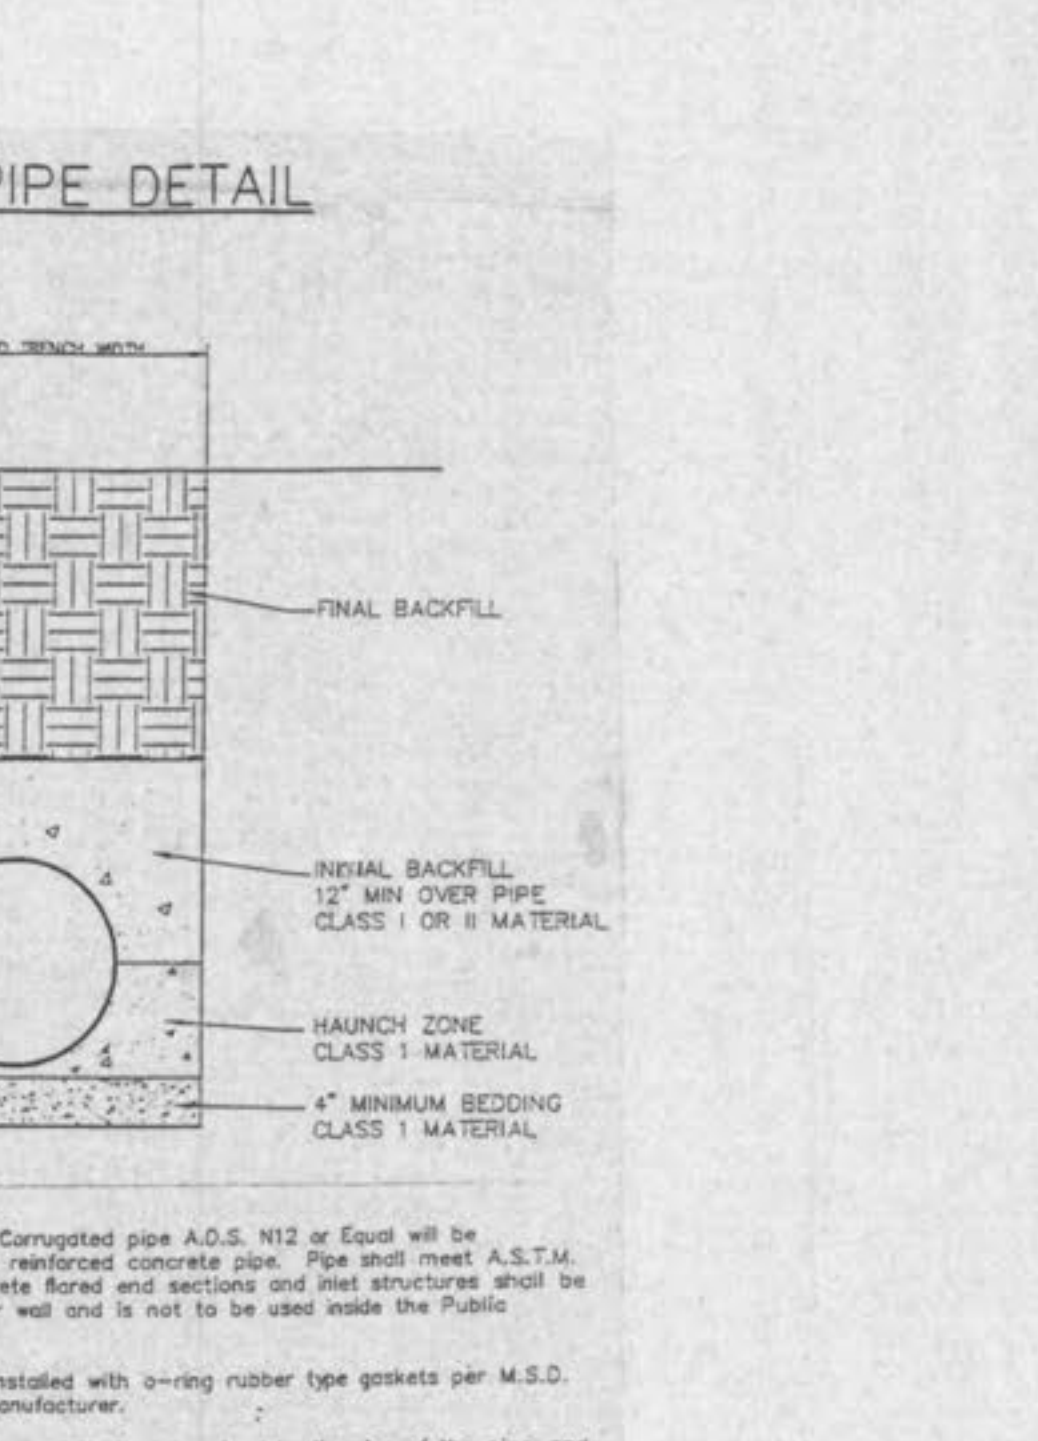 PIPE DETAIL
TRENCH WIDTH
FINAL BACKFILL
INITIAL BACKFILL
12" MIN OVER PIPE
CLASS I OR II MATERIAL
HAUNCH ZONE
CLASS 1 MATERIAL
4" MINIMUM BEDDING
CLASS 1 MATERIAL
Corrugated pipe A.D.S. N12 or Equal will be
reinforced concrete pipe. Pipe shall meet A.S.T.M.
ete flared end sections and inlet structures shall be
wall and is not to be used inside the Public
nstalled with o-ring rubber type gaskets per M.S.D.
anufacturer.